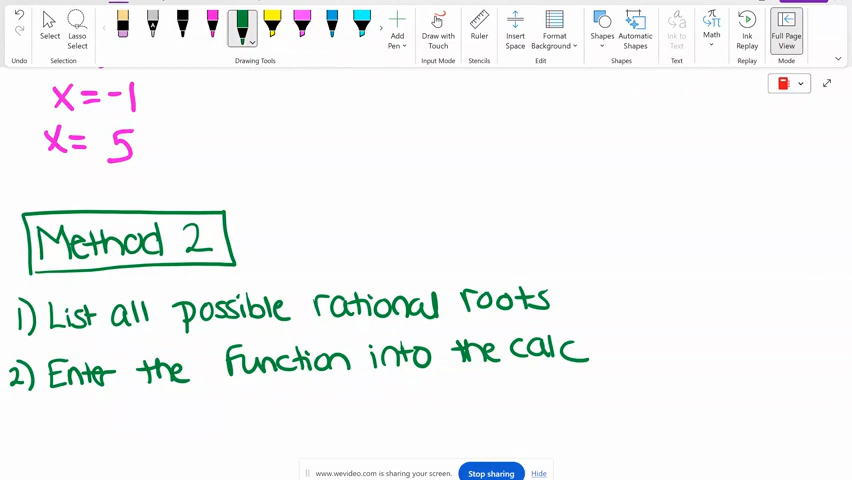 Undo
Select
Lasso
Select
Selection
Drawing Tools
Add
Pen
Draw with
Touch
Input Mode
Ruler
Stencils
Insert
Space
Format
Background
Edit
Shapes
Automatic
Shapes
Shapes
Ink to
Text
Text
Math
Ink
Replay
Replay
Full Page
View
Mode
x=-1
x= 5
Method 2
1) List all possible rational roots
2) Enter the Function into the calc
www.wevideo.com is sharing your screen.
Stop sharing
Hide